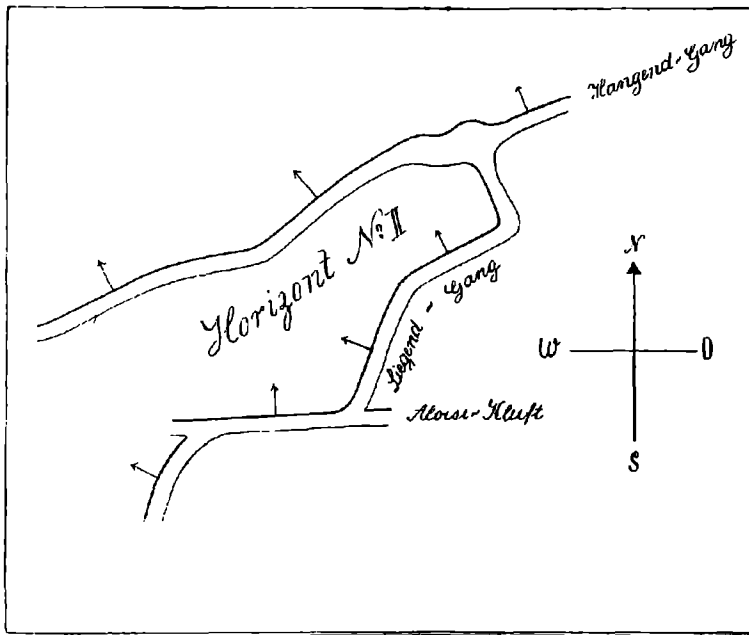 Hangend-Gang
Horizont No. II
Liegend-Gang
Aloisi-Kluft
N
W O
S